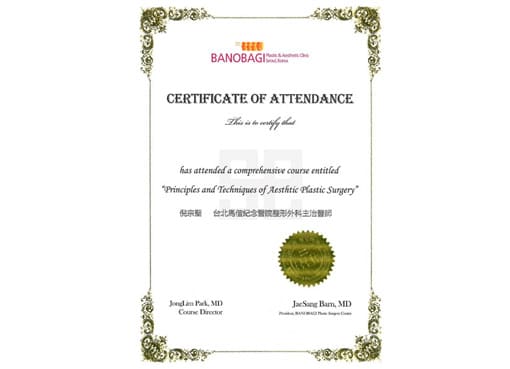 BANOBAGI Plastic & Aesthetic Clinic
Seoul, Korea
CERTIFICATE OF ATTENDANCE
This is to certify that
has attended a comprehensive course entitled
"Principles and Techniques of Aesthtic Plastic Surgery"
倪宗聖 台北馬偕紀念醫院整形外科主治醫師
JongLim Park, MD
Course Director
JaeSang Barn, MD
President, BANOBAGI Plastic Surgery Center